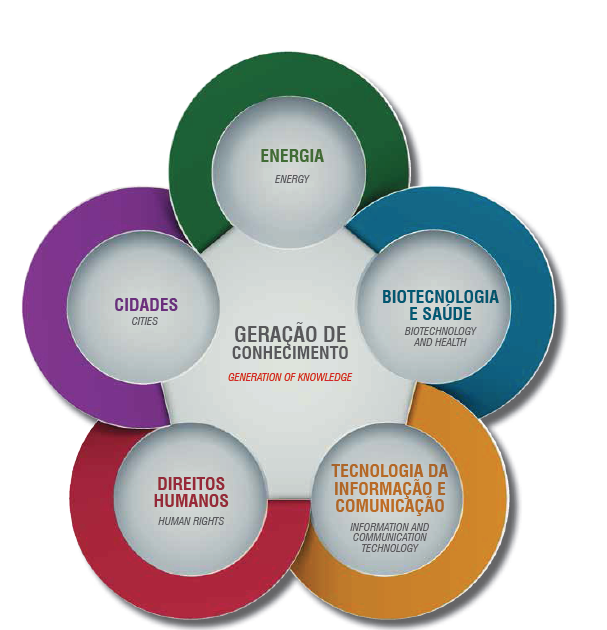 ENERGIA
ENERGY
CIDADES
CITIES
BIOTECNOLOGIA
E SAÚDE
BIOTECHNOLOGY
AND HEALTH
GERAÇÃO DE
CONHECIMENTO
GENERATION OF KNOWLEDGE
DIREITOS
HUMANOS
HUMAN RIGHTS
TECNOLOGIA DA
INFORMAÇÃO E
COMUNICAÇÃO
INFORMATION AND
COMMUNICATION
TECHNOLOGY